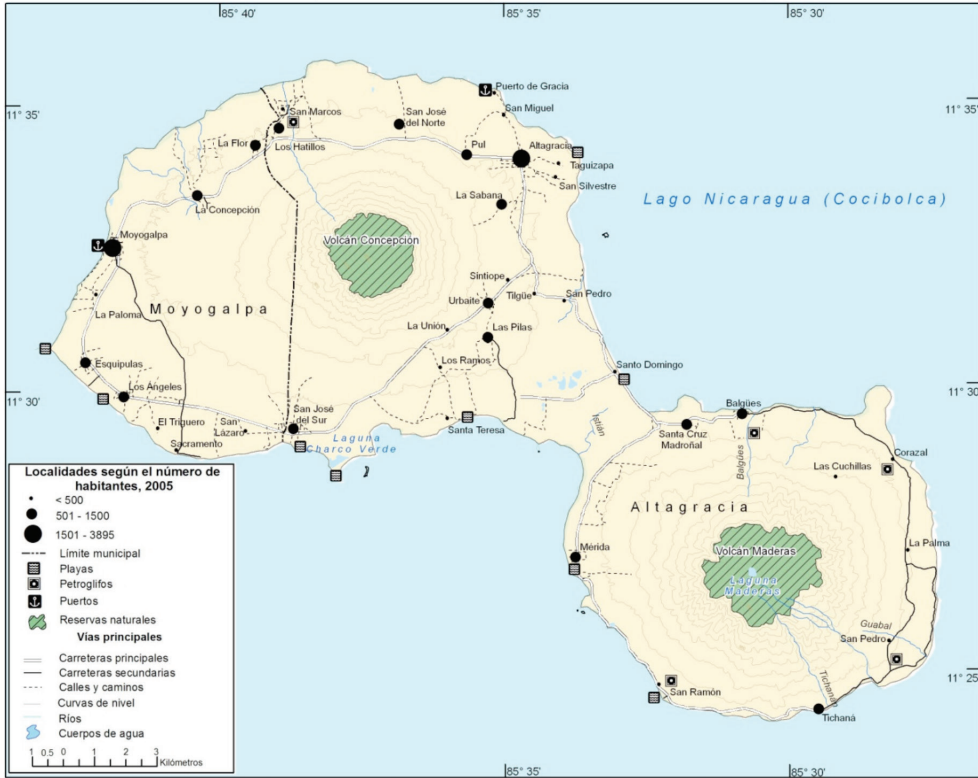 85° 40'
85° 35'
85° 30'
11° 35'
11° 35'
Puerto de Gracia
San Marcos
San José
del Norte
San Miguel
La Flor
Los Hatillos
Pul
Altagracia
Taguizapa
San Silvestre
La Sabana
La Concepción
Lago Nicaragua (Cocibolca)
Moyogalpa
Volcán Concepción
Sintiope
Urbaite
Tilgüe
San Pedro
La Paloma
Moyogalpa
La Unión
Las Pilas
Los Ramos
Esquipulas
Santo Domingo
11° 30'
11° 30'
Los Ángeles
San José
del Sur
El Triguero
San
Lázaro
Sacramento
Santa Teresa
Laguna
Charco Verde
Istián
Balgües
Santa Cruz
Madroñal
Balgües
Corazal
Las Cuchillas
Altagracia
Mérida
Volcán Maderas
Laguna
Maderas
La Palma
Guabal
San Pedro
11° 25'
San Ramón
Tichaná
Tichaná
Localidades según el número de
habitantes, 2005
< 500
501 - 1500
1501 - 3895
Límite municipal
Playas
Petroglifos
Puertos
Reservas naturales
Vías principales
Carreteras principales
Carreteras secundarias
Calles y caminos
Curvas de nivel
Ríos
Cuerpos de agua
1 0.5 0 1 2 3
Kilómetros
85° 35'
85° 30'